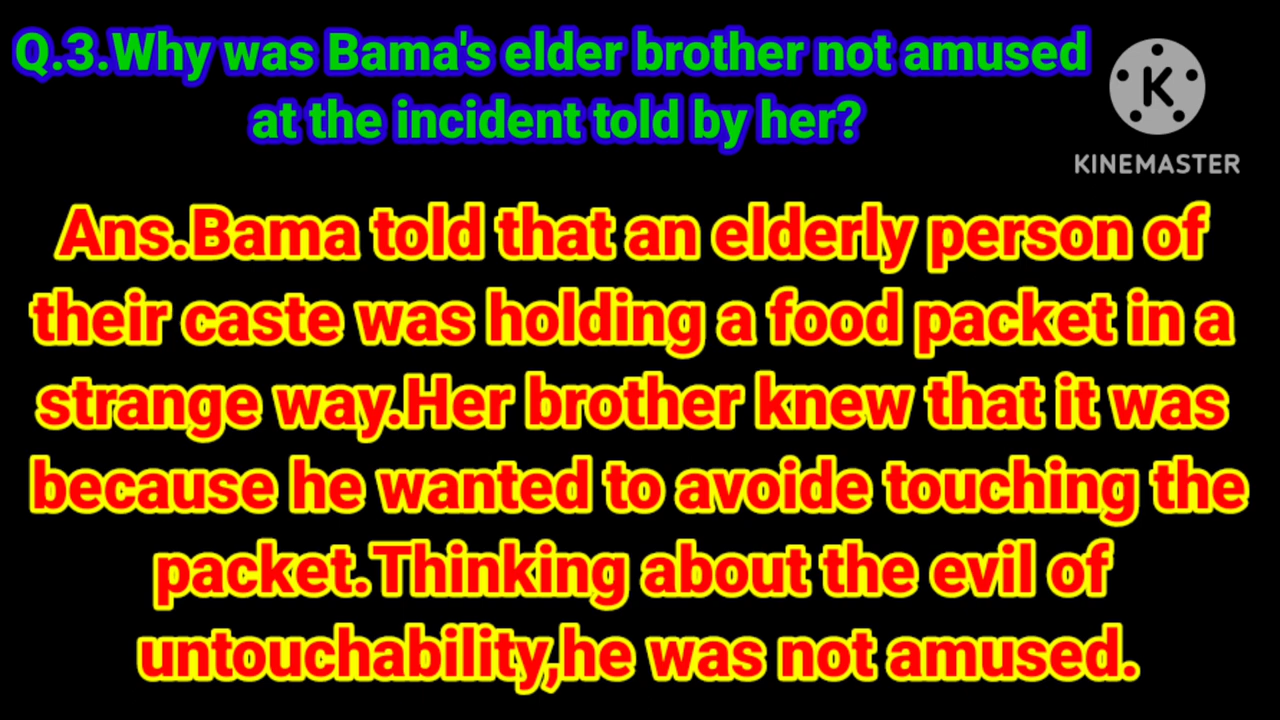 Q.3.Why was Bama's elder brother not amused
at the incident told by her?
K
KINEMASTER
Ans.Bama told that an elderly person of
their caste was holding a food packet in a
strange way.Her brother knew that it was
because he wanted to avoide touching the
packet.Thinking about the evil of
untouchability,he was not amused.